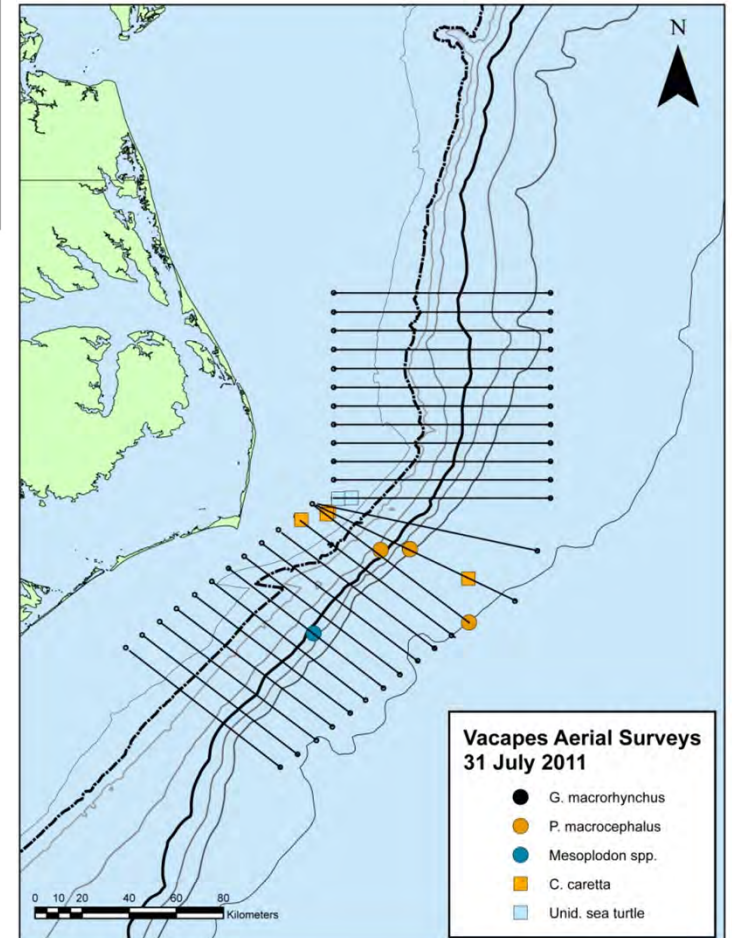 N
Vacapes Aerial Surveys
31 July 2011
G. macrorhynchus
P. macrocephalus
Mesoplodon spp.
C. caretta
Unid. sea turtle
0 10 20 40 60 80
Kilometers